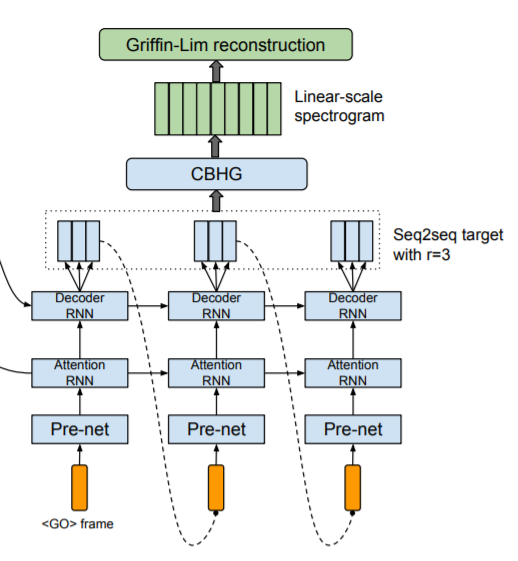 Griffin-Lim reconstruction
Linear-scale
spectrogram
CBHG
Seq2seq target
with r=3
Decoder
RNN
Decoder
RNN
Decoder
RNN
Attention
RNN
Attention
RNN
Attention
RNN
Pre-net
Pre-net
Pre-net
<GO> frame